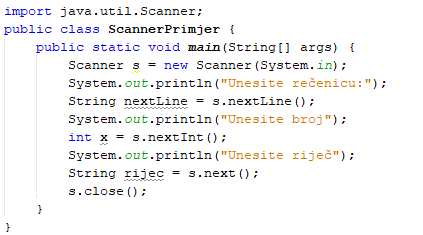 import java.util.Scanner;
public class ScannerPrimjer {
    public static void main(String[] args) {
        Scanner s = new Scanner(System.in);
        System.out.println("Unesite rečenicu:");
        String nextLine = s.nextLine();
        System.out.println("Unesite broj");
        int x = s.nextInt();
        System.out.println("Unesite riječ");
        String rijec = s.next();
        s.close();
    }
}